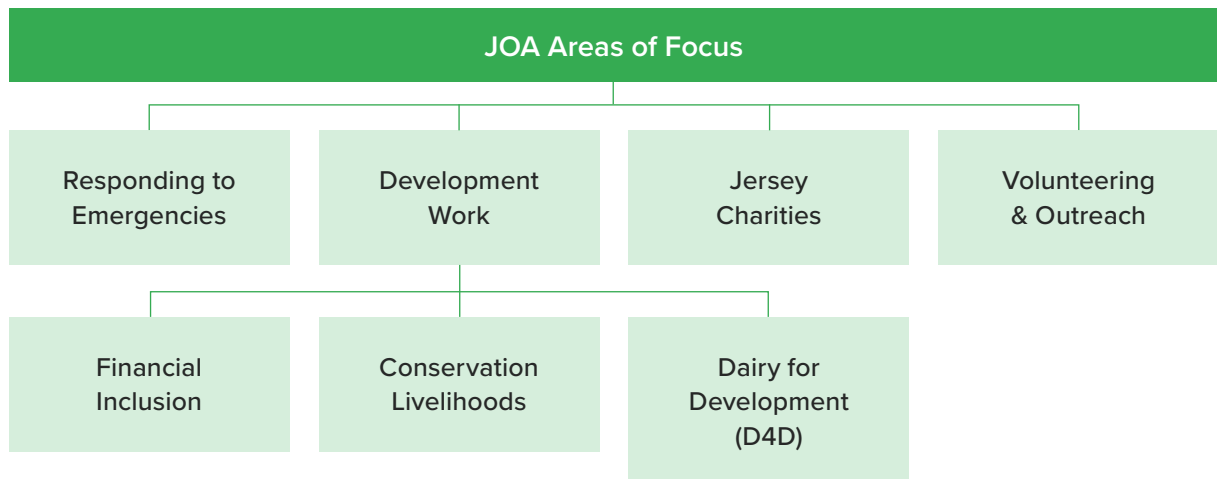 JOA Areas of Focus
Responding to
Emergencies
Development
Work
Jersey
Charities
Volunteering
& Outreach
Financial
Inclusion
Conservation
Livelihoods
Dairy for
Development
(D4D)